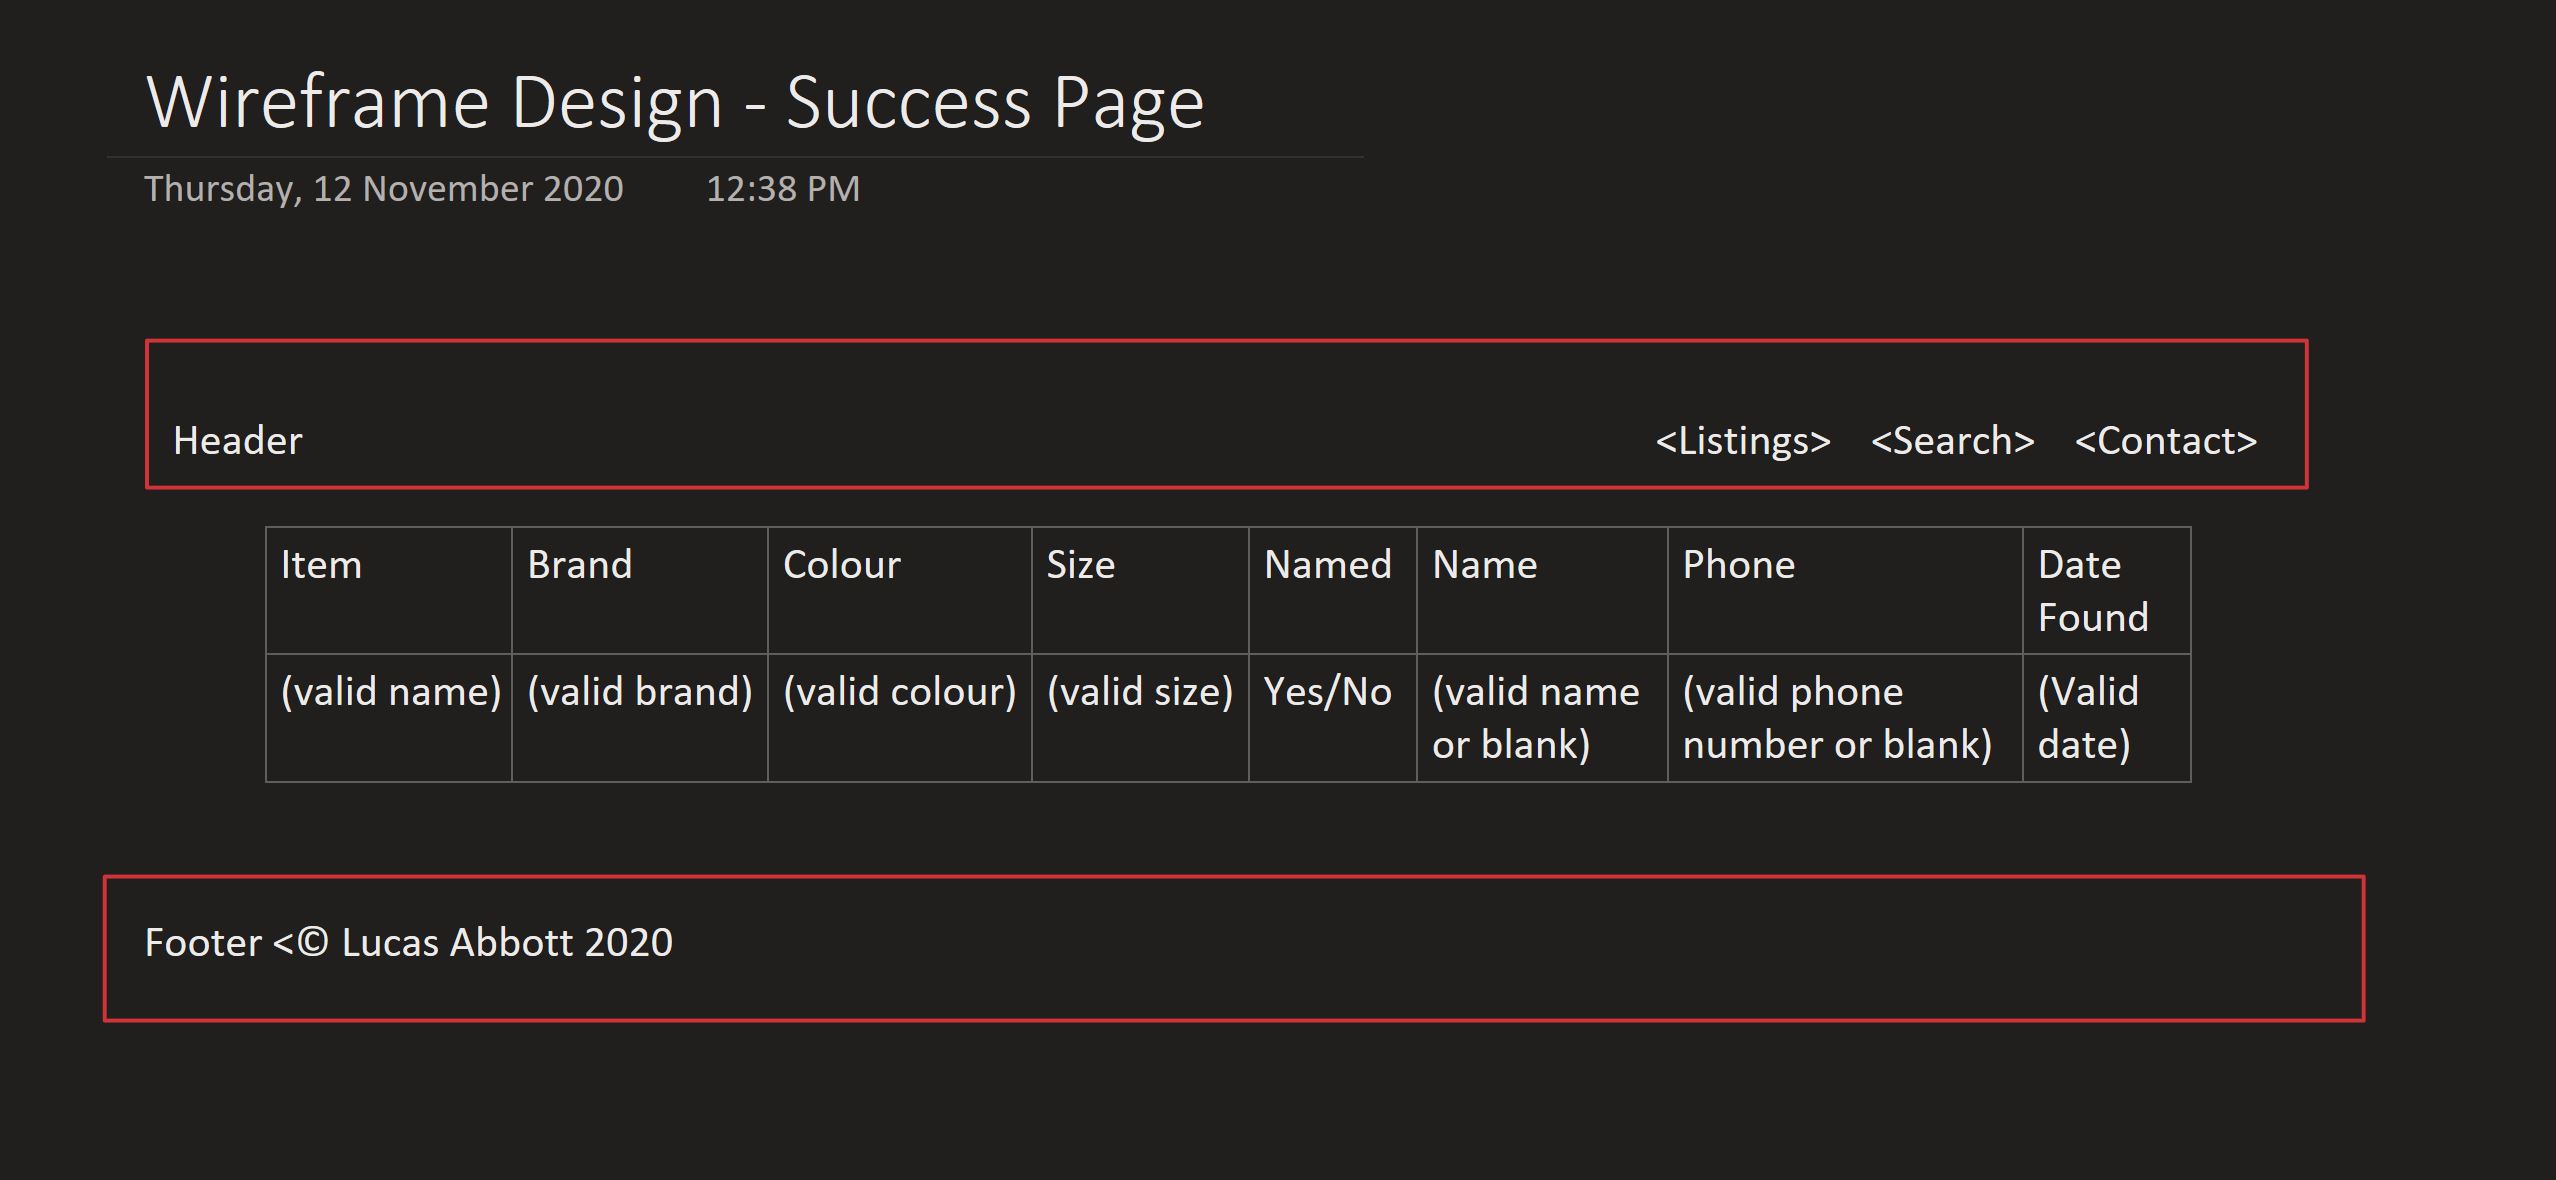 Wireframe Design - Success Page
Thursday, 12 November 2020 12:38 PM
Header <Listings> <Search> <Contact>
Item Brand Colour Size Named Name Phone Date
Found
(valid name) (valid brand) (valid colour) (valid size) Yes/No (valid name (valid phone (Valid
or blank) number or blank) date)
Footer <© Lucas Abbott 2020